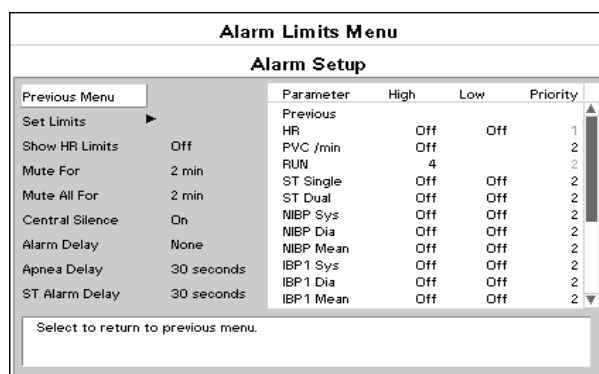 Alarm Limits Menu
Alarm Setup
Previous Menu
Set Limits
Show HR Limits Off
Mute For 2 min
Mute All For 2 min
Central Silence On
Alarm Delay None
Apnea Delay 30 seconds
ST Alarm Delay 30 seconds
Parameter High Low Priority
Previous
HR Off Off 1
PVC /min Off 2
RUN 4 2
ST Single Off Off 2
ST Dual Off Off 2
NIBP Sys Off Off 2
NIBP Dia Off Off 2
NIBP Mean Off Off 2
IBP1 Sys Off Off 2
IBP1 Dia Off Off 2
IBP1 Mean Off Off 2
Select to return to previous menu.